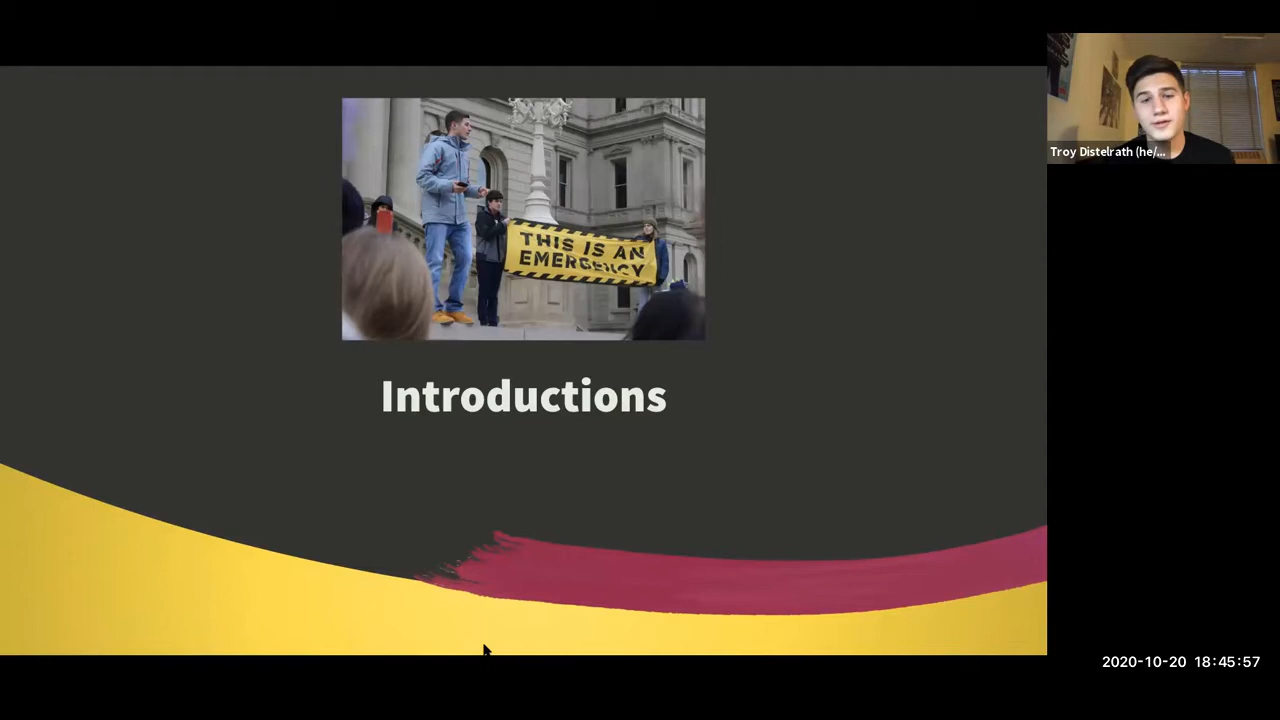 THIS IS AN
EMERGENCY
Introductions
Troy Distelrath (he/...
2020-10-20 18:45:57